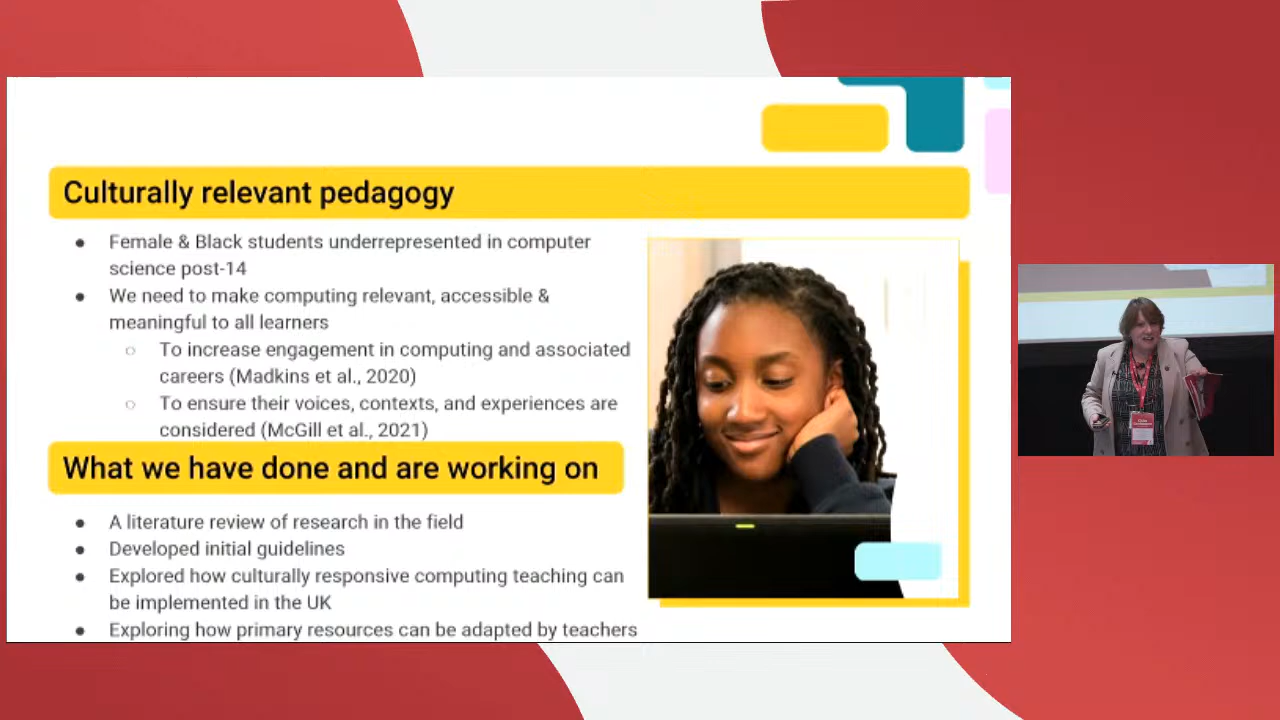 Culturally relevant pedagogy
● Female & Black students underrepresented in computer
science post-14
● We need to make computing relevant, accessible &
meaningful to all learners
○ To increase engagement in computing and associated
careers (Madkins et al., 2020)
○ To ensure their voices, contexts, and experiences are
considered (McGill et al., 2021)
What we have done and are working on
● A literature review of research in the field
● Developed initial guidelines
● Explored how culturally responsive computing teaching can
be implemented in the UK
● Exploring how primary resources can be adapted by teachers